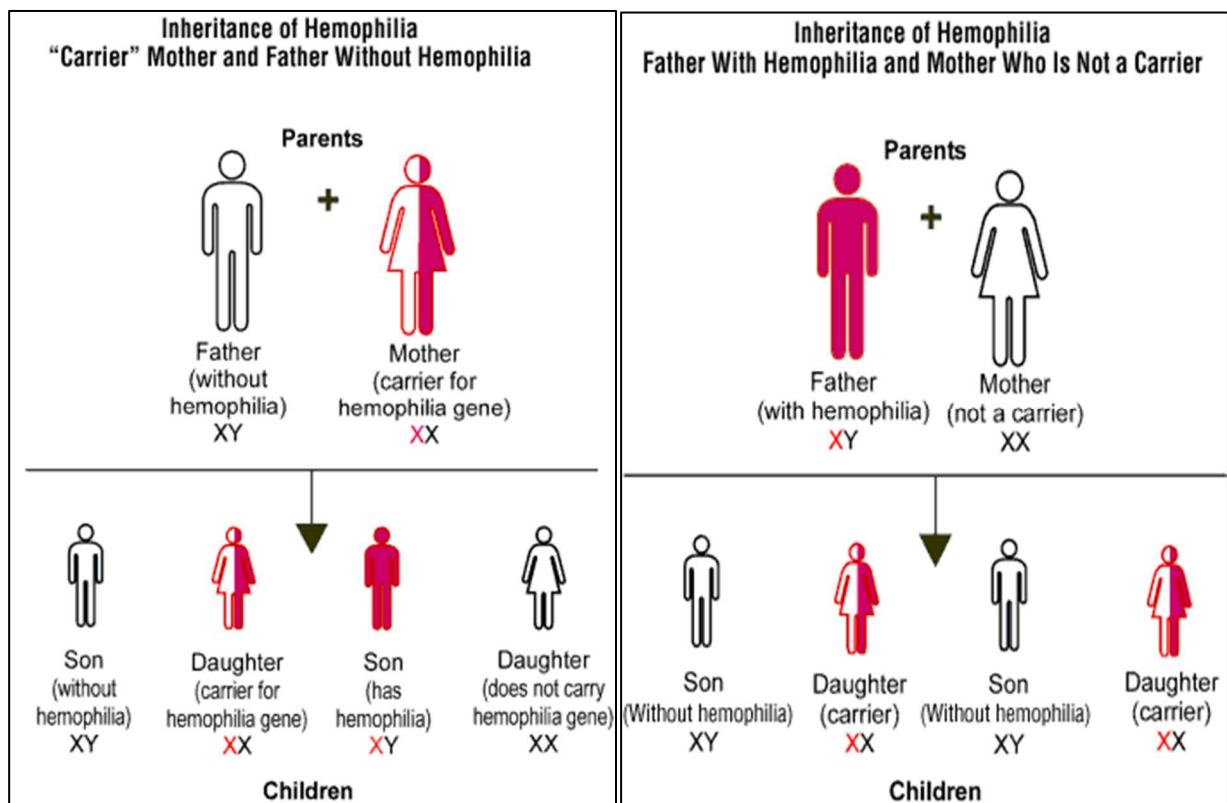 Inheritance of Hemophilia
“Carrier” Mother and Father Without Hemophilia
Parents
+
Father
(without
hemophilia)
XY
Mother
(carrier for
hemophilia gene)
XX
Son
(without
hemophilia)
XY
Daughter
(carrier for
hemophilia gene)
XX
Son
(has
hemophilia)
XY
Daughter
(does not carry
hemophilia gene)
XX
Children
Inheritance of Hemophilia
Father With Hemophilia and Mother Who Is Not a Carrier
Parents
+
Father
(with hemophilia)
XY
Mother
(not a carrier)
XX
Son
(Without hemophilia)
XY
Daughter
(carrier)
XX
Son
(Without hemophilia)
XY
Daughter
(carrier)
XX
Children